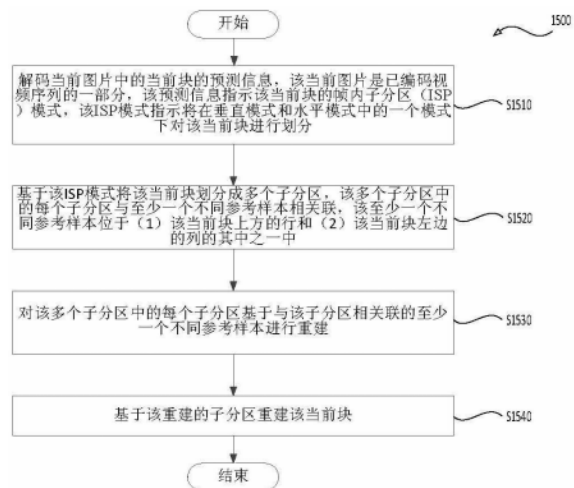 开始
1500
解码当前图片中的当前块的预测信息，该当前图片是已编码视
频序列的一部分，该预测信息指示该当前块的帧内子分区（ISP
）模式，该ISP模式指示将在垂直模式和水平模式中的一个模式
下对该当前块进行划分
S1510
基于该ISP模式将该当前块划分成多个子分区，该多个子分区中
的每个子分区与至少一个不同参考样本相关联，该至少一个不
同参考样本位于（1）该当前块上方的行和（2）该当前块左边
的列的其中之一中
S1520
对该多个子分区中的每个子分区基于与该子分区相关联的至少
一个不同参考样本进行重建
S1530
基于该重建的子分区重建该当前块
S1540
结束